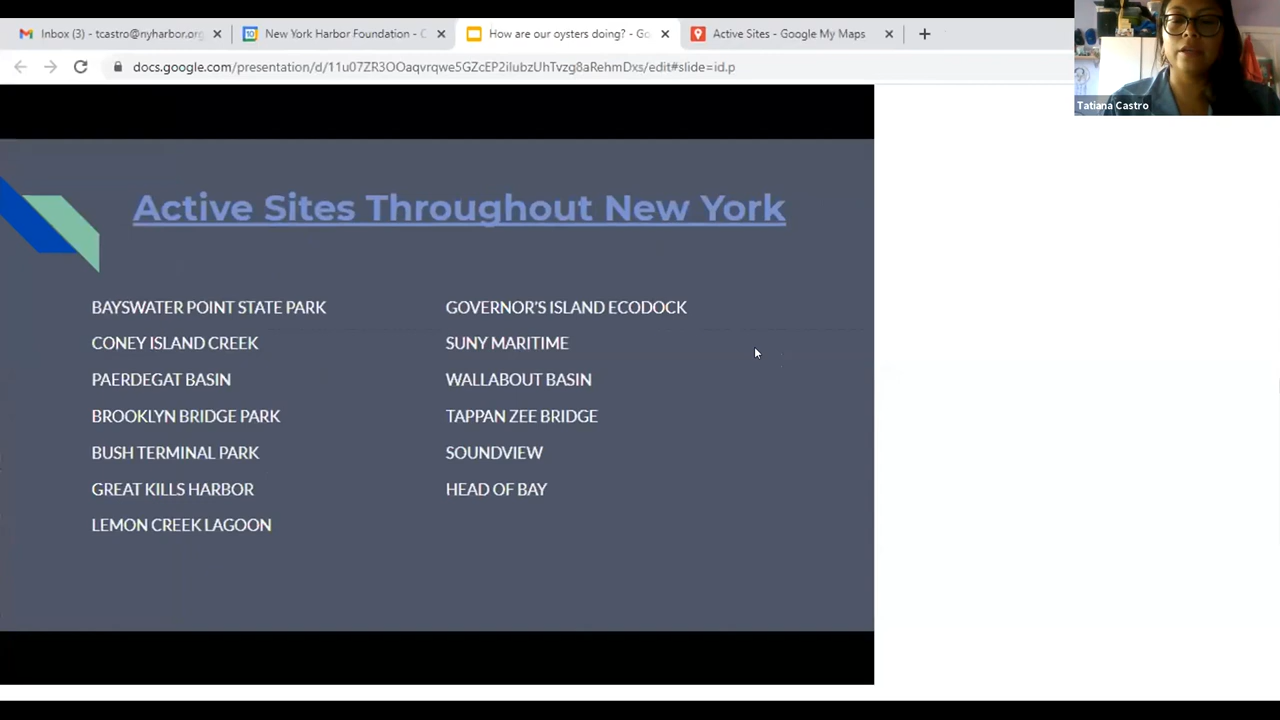 Inbox (3) - tcastro@nyharbor.org
New York Harbor Foundation - C
How are our oysters doing? - Go
Active Sites - Google My Maps
docs.google.com/presentation/d/11u07ZR3OOaqvrqwe5GZcEP2iIubzUhTvzg8aRehmDxs/edit#slide=id.p
Tatiana Castro
Active Sites Throughout New York
BAYSWATER POINT STATE PARK
CONEY ISLAND CREEK
PAERDEGAT BASIN
BROOKLYN BRIDGE PARK
BUSH TERMINAL PARK
GREAT KILLS HARBOR
LEMON CREEK LAGOON
GOVERNOR'S ISLAND ECODOCK
SUNY MARITIME
WALLABOUT BASIN
TAPPAN ZEE BRIDGE
SOUNDVIEW
HEAD OF BAY